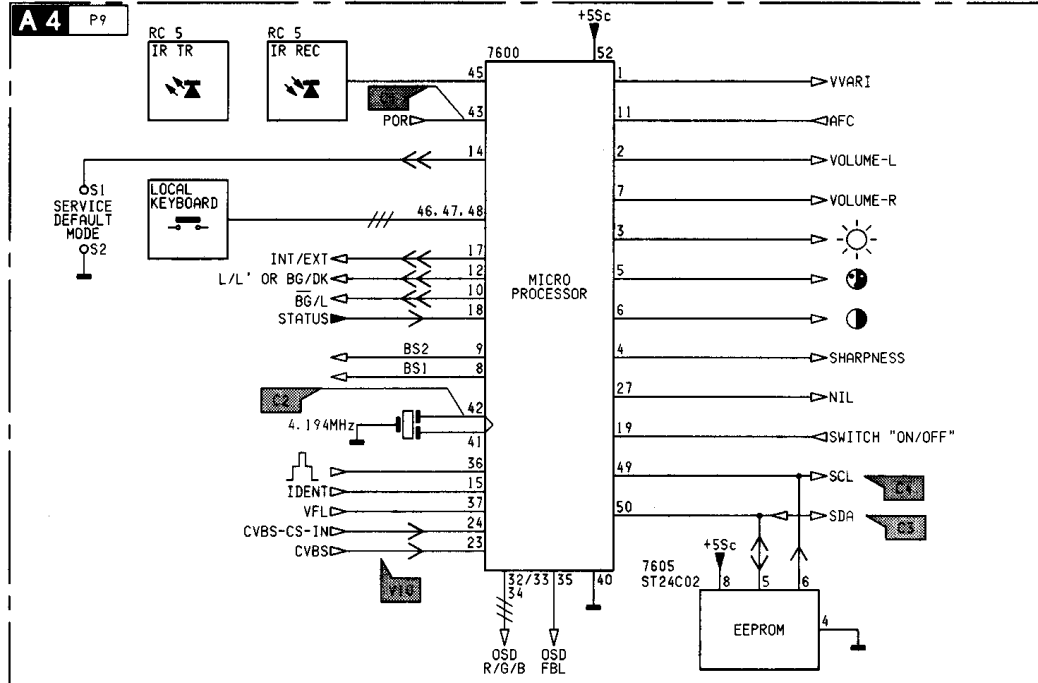 A 4 P9
RC 5
IR TR
RC 5
IR REC
+5Sc
7600
52
45
43
POR
14
S1
SERVICE
DEFAULT
MODE
S2
LOCAL
KEYBOARD
46.47.48
INT/EXT
17
L/L' OR BG/DK
12
BG/L
10
STATUS
18
BS2
9
BS1
8
C2
42
4.194MHz
41
36
IDENT
15
VFL
37
CVBS-CS-IN
24
CVBS
23
MICRO
PROCESSOR
1
VVARI
11
AFC
2
VOLUME-L
7
VOLUME-R
3
5
6
4
SHARPNESS
27
NIL
19
SWITCH "ON/OFF"
49
SCL
C4
50
SDA
C3
32/33
34
35
40
OSD
R/G/B
OSD
FBL
7605
ST24C02
+5Sc
8
5
6
EEPROM
4